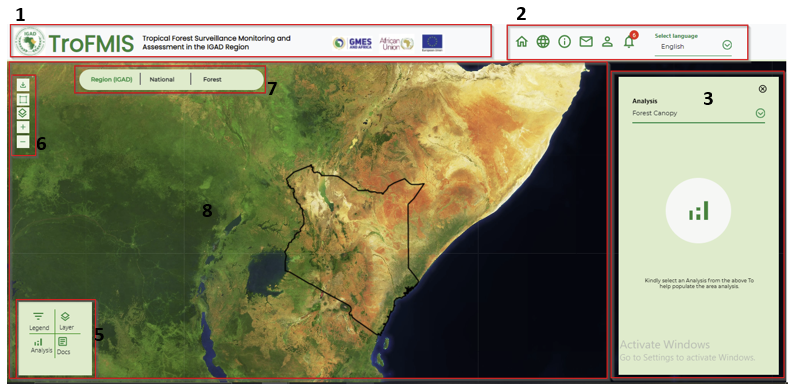 1
2
IGAD
TroFMIS
Tropical Forest Surveillance Monitoring and
Assessment in the IGAD Region
GMES
AND AFRICA
African
Union
6
Select language
English
Region (IGAD)
National
Forest
7
3
Analysis
Forest Canopy
6
8
Kindly select an Analysis from the above To
help populate the area analysis.
5
Legend
Layer
Analysis
Docs
Activate Windows
Go to Settings to activate Windows.